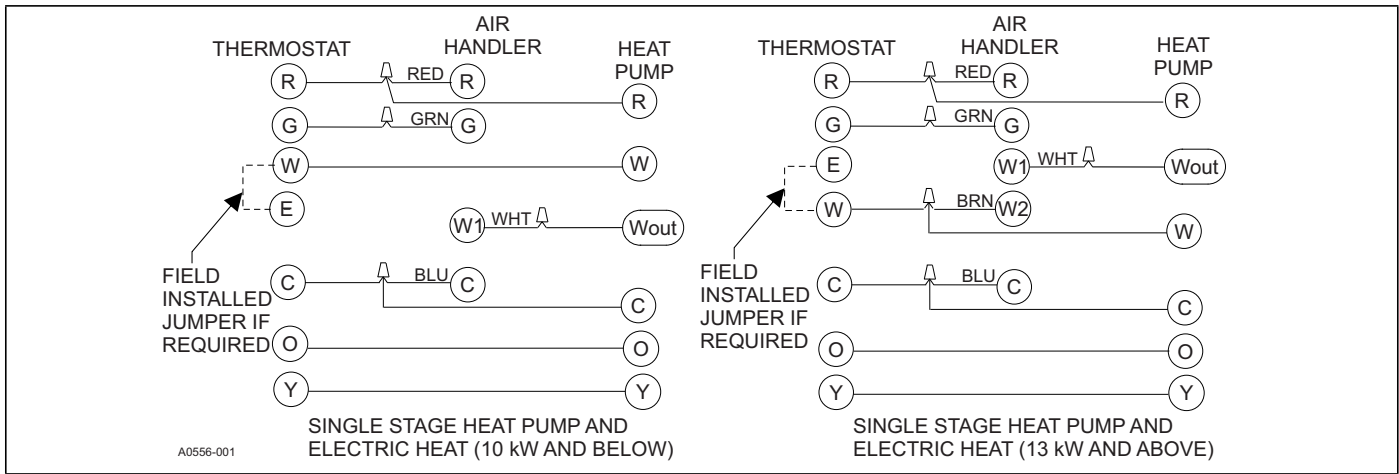 AIR
HANDLER
THERMOSTAT
HEAT
PUMP
R
RED
R
R
G
GRN
G
W
W
E
W1
WHT
Wout
FIELD
INSTALLED
JUMPER IF
REQUIRED
C
BLU
C
C
O
O
Y
Y
SINGLE STAGE HEAT PUMP AND
ELECTRIC HEAT (10 kW AND BELOW)
A0556-001
AIR
HANDLER
THERMOSTAT
HEAT
PUMP
R
RED
R
R
G
GRN
G
E
W1
WHT
Wout
W
BRN
W2
W
FIELD
INSTALLED
JUMPER IF
REQUIRED
C
BLU
C
C
O
O
Y
Y
SINGLE STAGE HEAT PUMP AND
ELECTRIC HEAT (13 kW AND ABOVE)